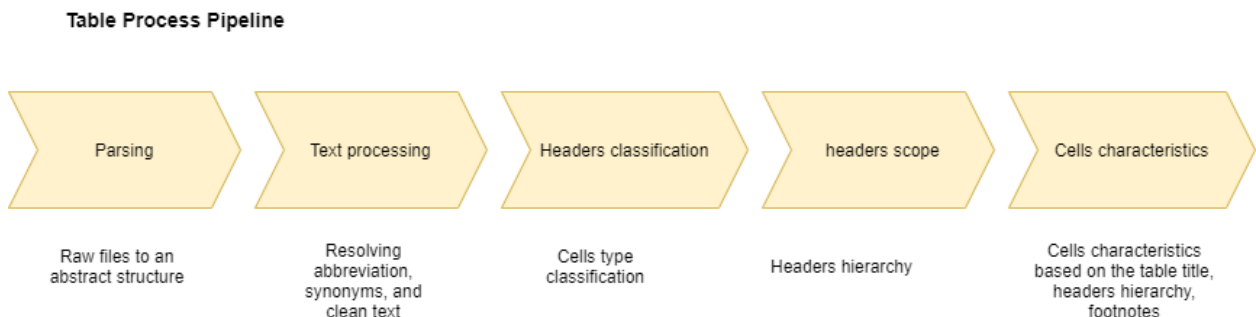 Table Process Pipeline
Parsing
Text processing
Headers classification
headers scope
Cells characteristics
Raw files to an
abstract structure
Resolving
abbreviation,
synonyms, and
clean text
Cells type
classification
Headers hierarchy
Cells characteristics
based on the table title,
headers hierarchy,
footnotes